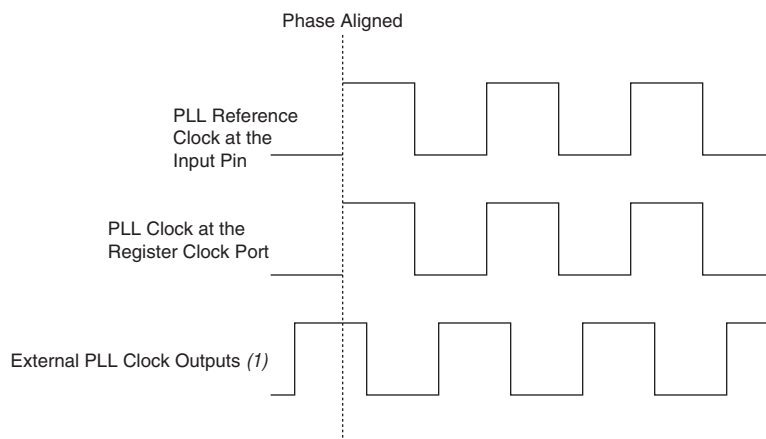 Phase Aligned
PLL Reference
Clock at the
Input Pin
PLL Clock at the
Register Clock Port
External PLL Clock Outputs (1)